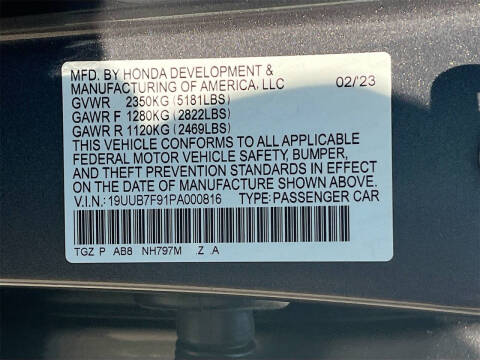 MFD. BY HONDA DEVELOPMENT &
MANUFACTURING OF AMERICA, LLC 02/'23
GVWR 2350KG (5181LBS)
GAWR F 1280KG (2822LBS)
GAWR R 1120KG (2469LBS)
THIS VEHICLE CONFORMS TO ALL APPLICABLE
FEDERAL MOTOR VEHICLE SAFETY, BUMPER,
AND THEFT PREVENTION STANDARDS IN EFFECT
ON THE DATE OF MANUFACTURE SHOWN ABOVE.
V.I.N.: 19UUB7F91PA000816 TYPE: PASSENGER CAR
TGZ P AB8 NH797M .Z .A